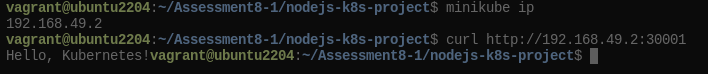 vagrant@ubuntu2204:~/Assessment8-1/nodejs-k8s-project$ minikube ip
192.168.49.2
vagrant@ubuntu2204:~/Assessment8-1/nodejs-k8s-project$ curl http://192.168.49.2:30001
Hello, Kubernetes!vagrant@ubuntu2204:~/Assessment8-1/nodejs-k8s-project$